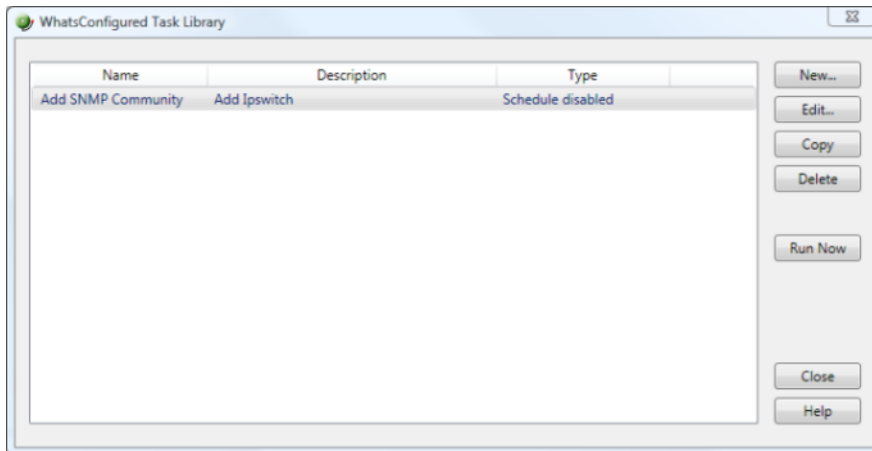 WhatsConfigured Task Library
Name Description Type
Add SNMP Community Add Ipswitch Schedule disabled
New...
Edit...
Copy
Delete
Run Now
Close
Help